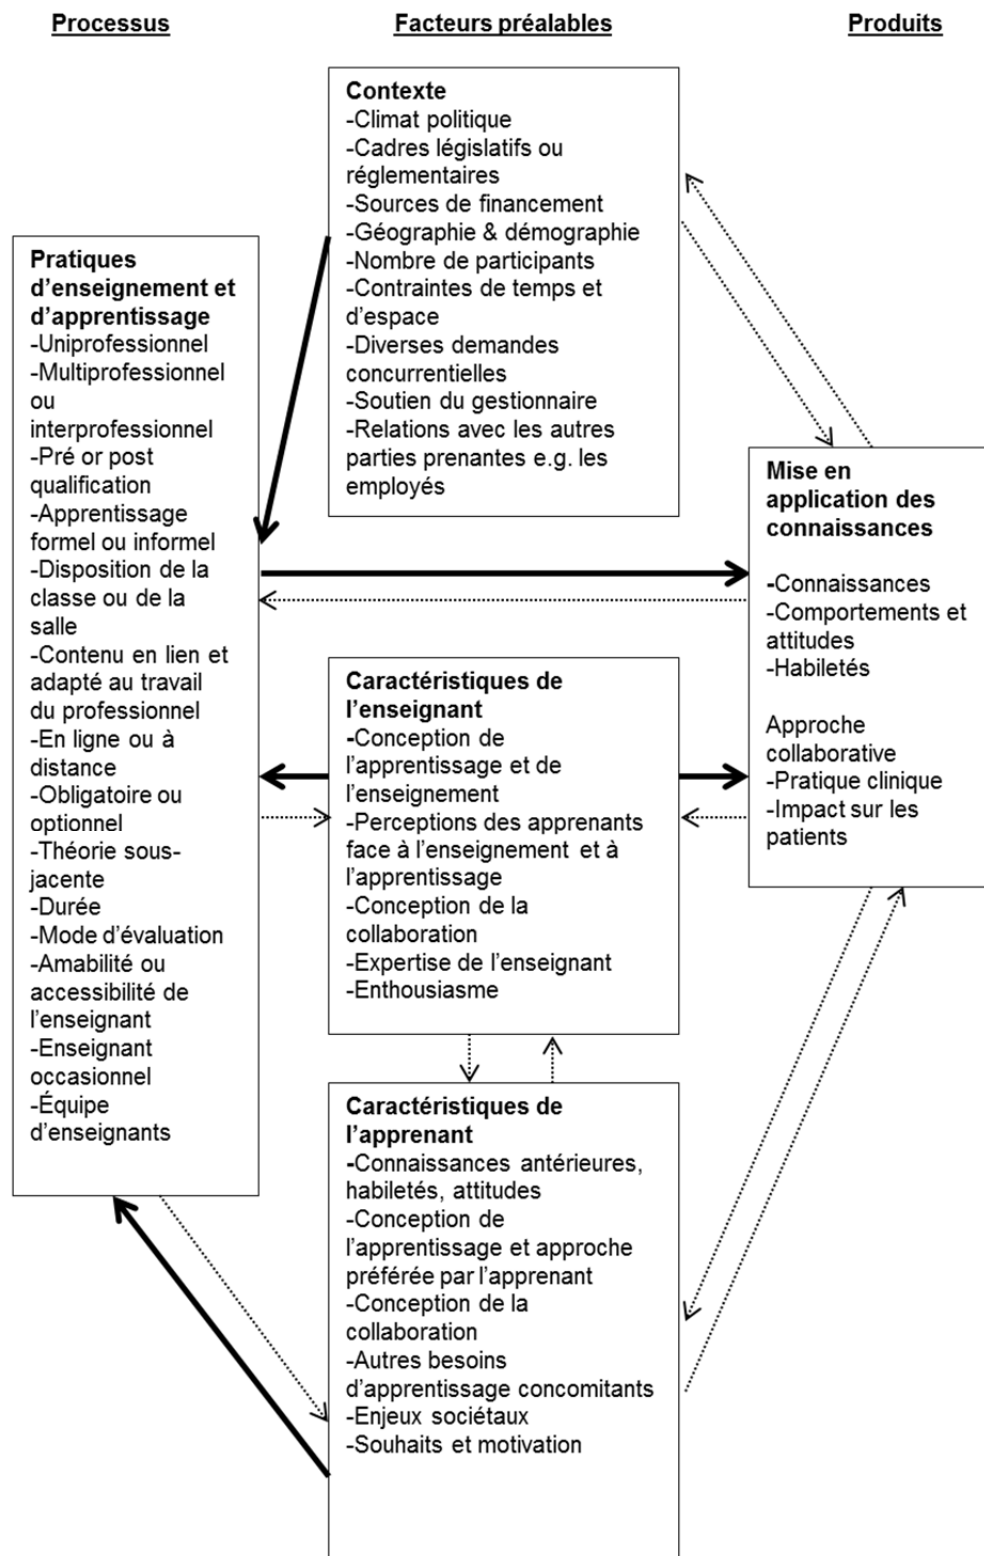 Processus
Facteurs préalables
Produits
Contexte
-Climat politique
-Cadres législatifs ou
réglementaires
-Sources de financement
-Géographie & démographie
-Nombre de participants
-Contraintes de temps et
d’espace
-Diverses demandes
concurrentielles
-Soutien du gestionnaire
-Relations avec les autres
parties prenantes e.g. les
employés
Pratiques
d’enseignement et
d’apprentissage
-Uniprofessionnel
-Multiprofessionnel
ou
interprofessionnel
-Pré or post
qualification
-Apprentissage
formel ou informel
-Disposition de la
classe ou de la
salle
-Contenu en lien et
adapté au travail
du professionnel
-En ligne ou à
distance
-Obligatoire ou
optionnel
-Théorie sous-
jacente
-Durée
-Mode d’évaluation
-Amabilité ou
accessibilité de
l’enseignant
-Enseignant
occasionnel
-Équipe
d’enseignants
Caractéristiques de
l’enseignant
-Conception de
l’apprentissage et de
l’enseignement
-Perceptions des apprenants
face à l’enseignement et à
l’apprentissage
-Conception de la
collaboration
-Expertise de l’enseignant
-Enthousiasme
Caractéristiques de
l’apprenant
-Connaissances antérieures,
habiletés, attitudes
-Conception de
l’apprentissage et approche
préférée par l’apprenant
-Conception de la
collaboration
-Autres besoins
d’apprentissage concomitants
-Enjeux sociétaux
-Souhaits et motivation
Mise en
application des
connaissances
-Connaissances
-Comportements et
attitudes
-Habiletés
Approche
collaborative
-Pratique clinique
-Impact sur les
patients